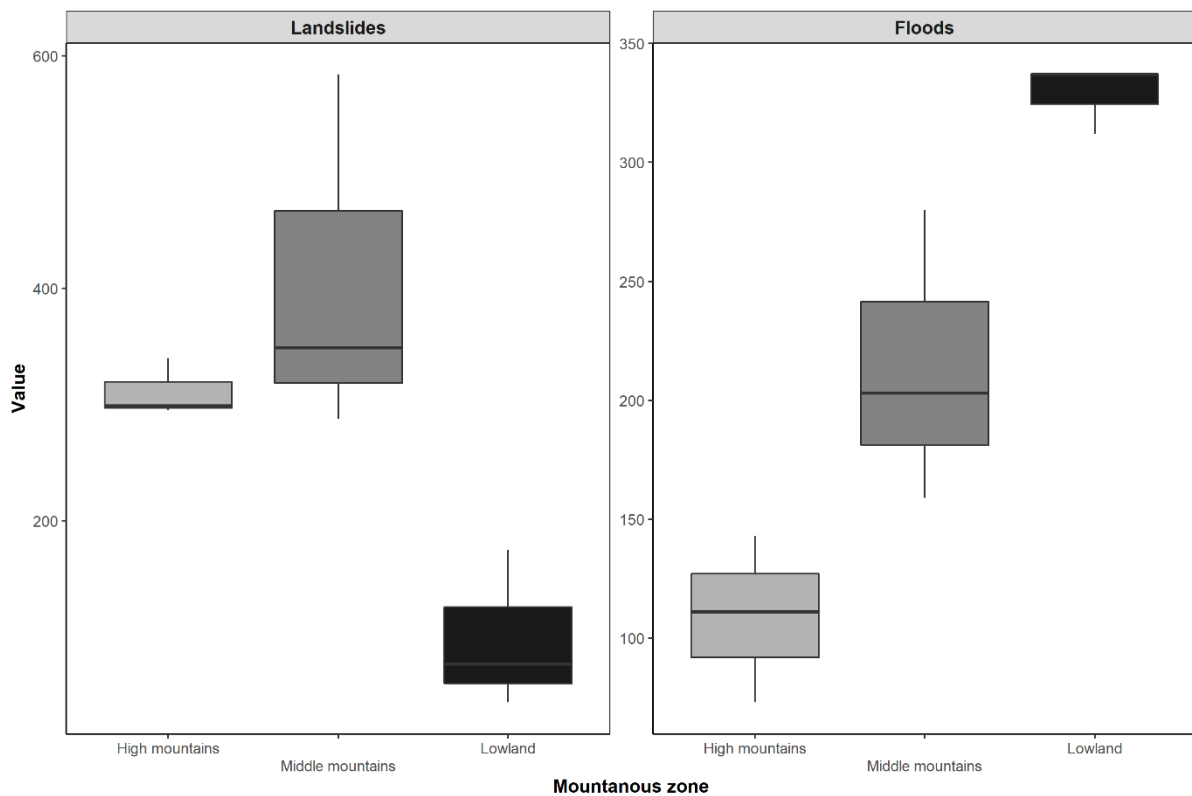 Landslides
Floods
Value
600
400
200
350
300
250
200
150
100
High mountains
Middle mountains
Lowland
High mountains
Middle mountains
Lowland
Mountanous zone